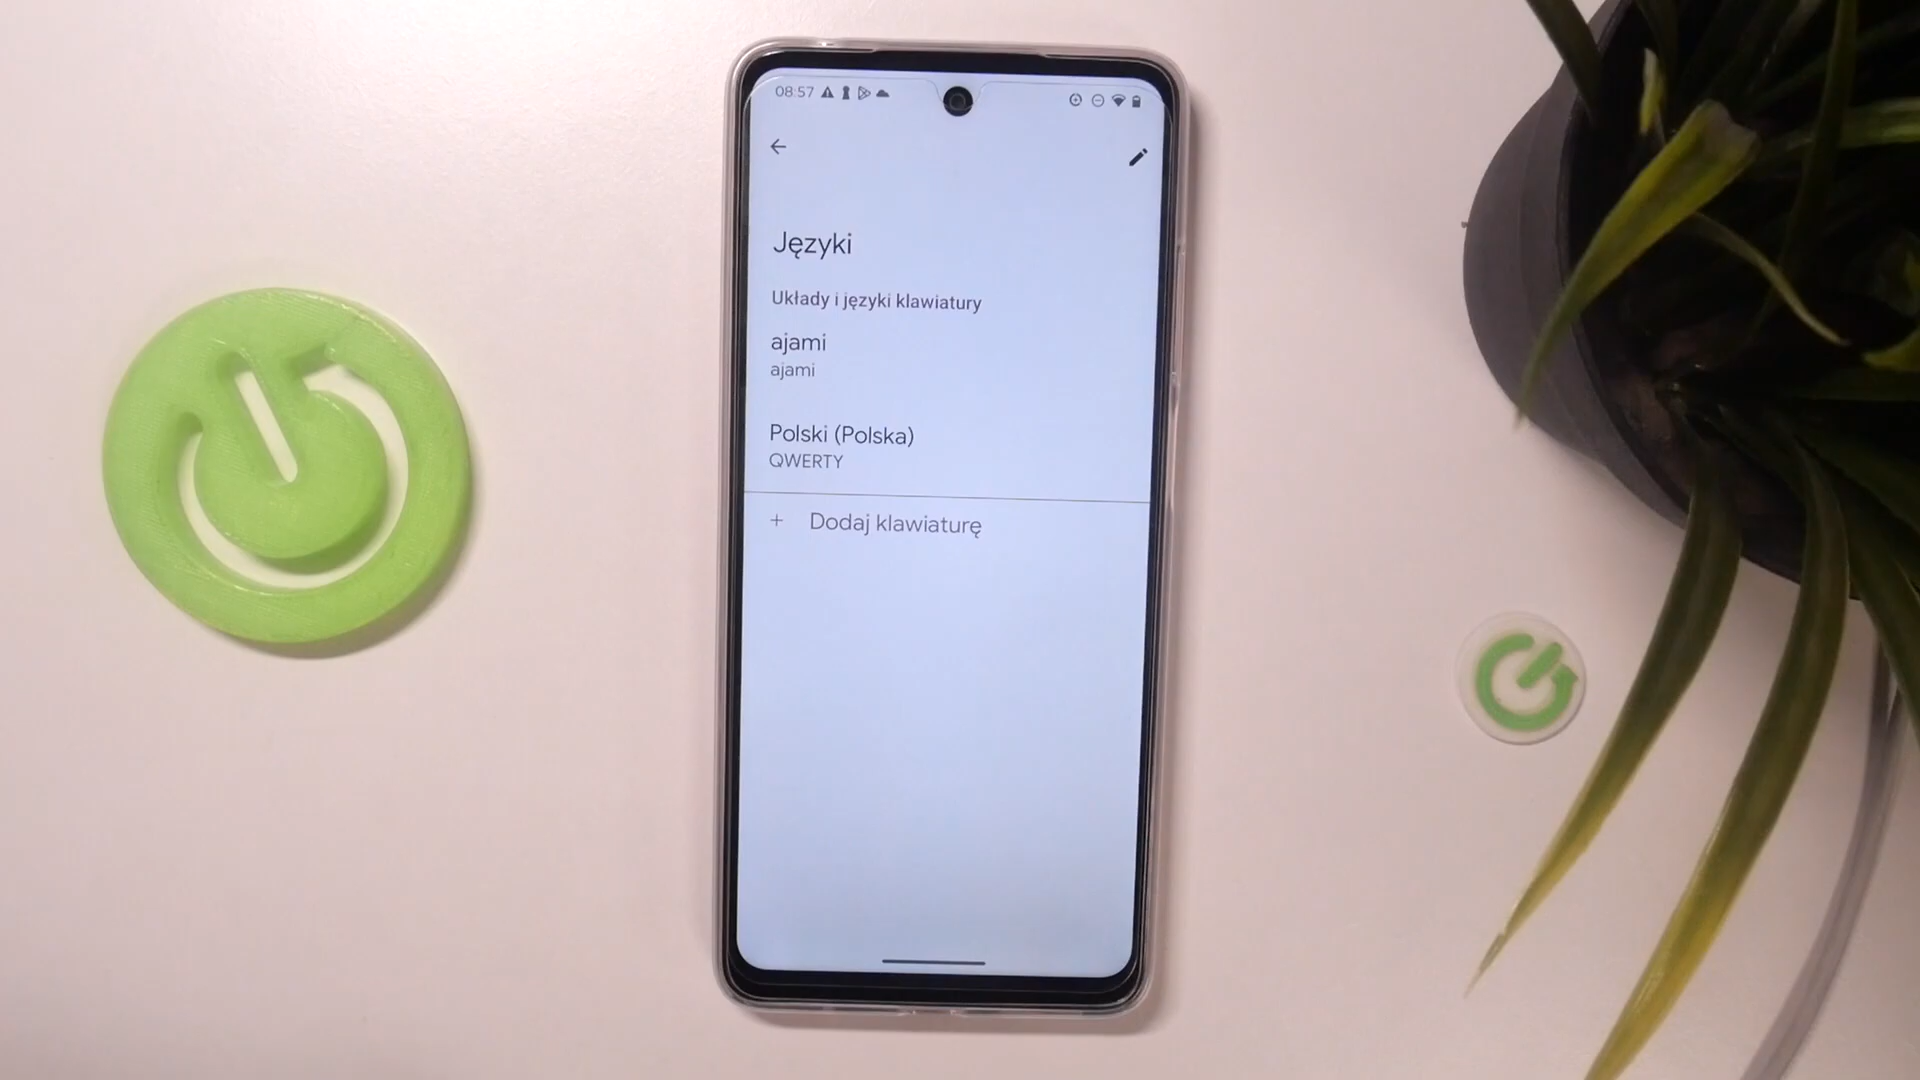 08:57
Języki
Układy i języki klawiatury
ajami
ajami
Polski (Polska)
QWERTY
+ Dodaj klawiaturę